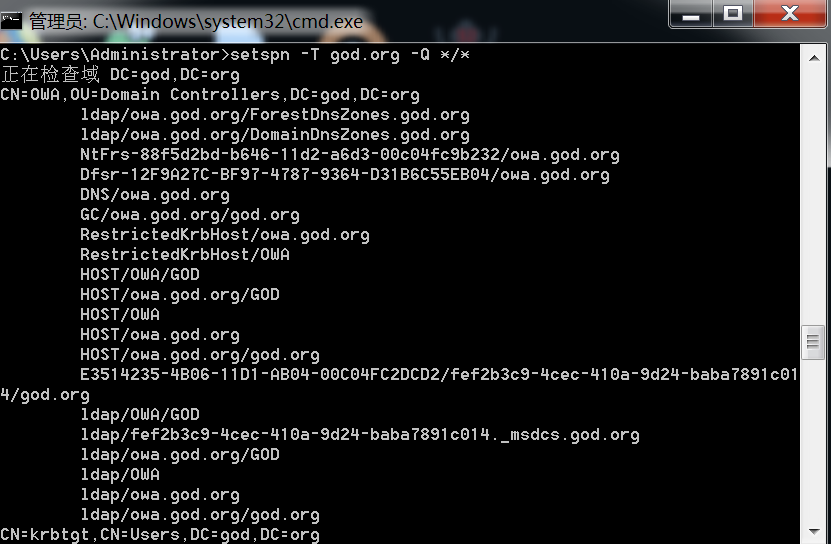 管理员: C:\Windows\system32\cmd.exe
C:\Users\Administrator>setspn -T god.org -Q */*
正在检查域 DC=god,DC=org
CN=OWA,OU=Domain Controllers,DC=god,DC=org
ldap/owa.god.org/ForestDnsZones.god.org
ldap/owa.god.org/DomainDnsZones.god.org
NtFrs-88f5d2bd-b646-11d2-a6d3-00c04fc9b232/owa.god.org
Dfsr-12F9A27C-BF97-4787-9364-D31B6C55EB04/owa.god.org
DNS/owa.god.org
GC/owa.god.org/god.org
RestrictedKrbHost/owa.god.org
RestrictedKrbHost/OWA
HOST/OWA/GOD
HOST/owa.god.org/GOD
HOST/OWA
HOST/owa.god.org
HOST/owa.god.org/god.org
E3514235-4B06-11D1-AB04-00C04FC2DCD2/fef2b3c9-4cec-410a-9d24-baba7891c01
4/god.org
ldap/OWA/GOD
ldap/fef2b3c9-4cec-410a-9d24-baba7891c014._msdcs.god.org
ldap/owa.god.org/GOD
ldap/OWA
ldap/owa.god.org
ldap/owa.god.org/god.org
CN=krbtgt,CN=Users,DC=god,DC=org